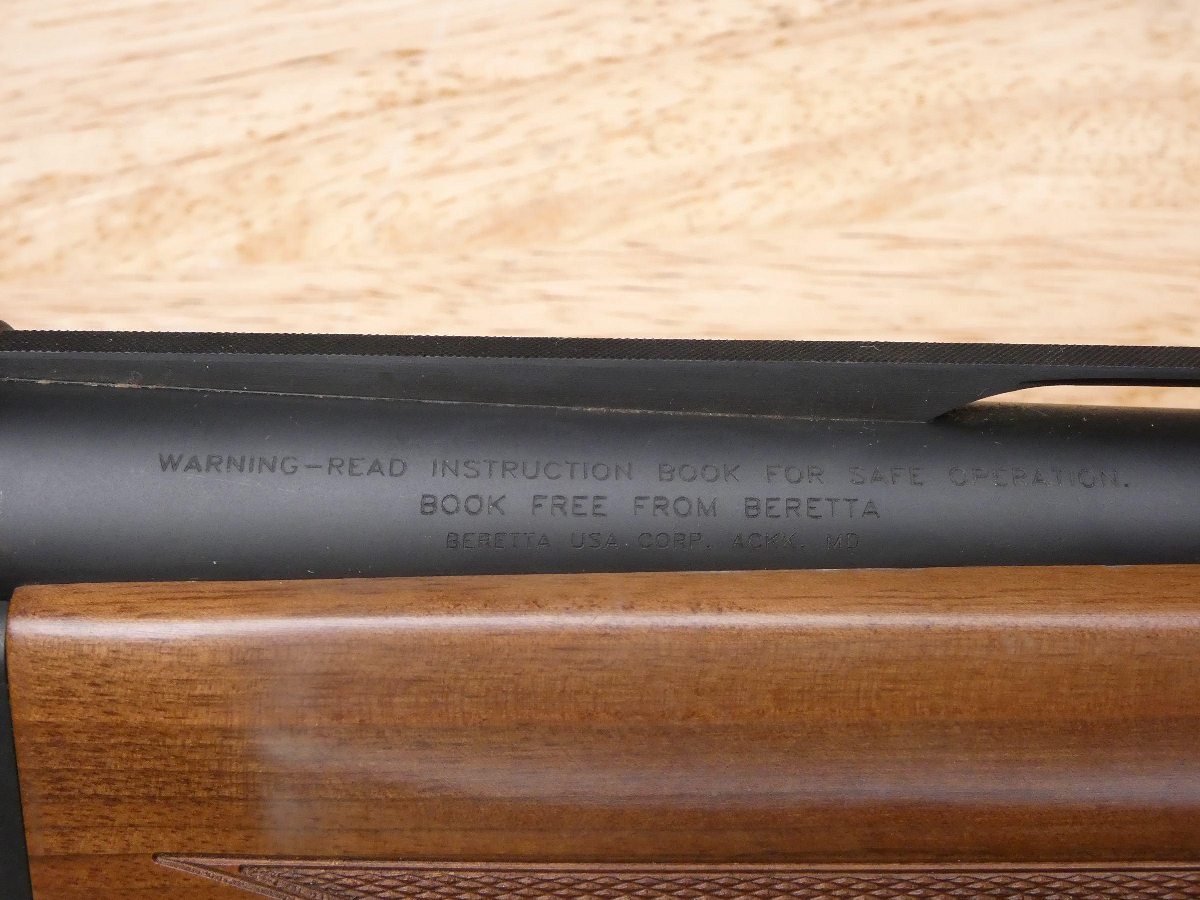 WARNING-READ INSTRUCTION BOOK FOR SAFE OPERATION.
BOOK FREE FROM BERETTA
BERETTA USA CORP. ACKK. MD